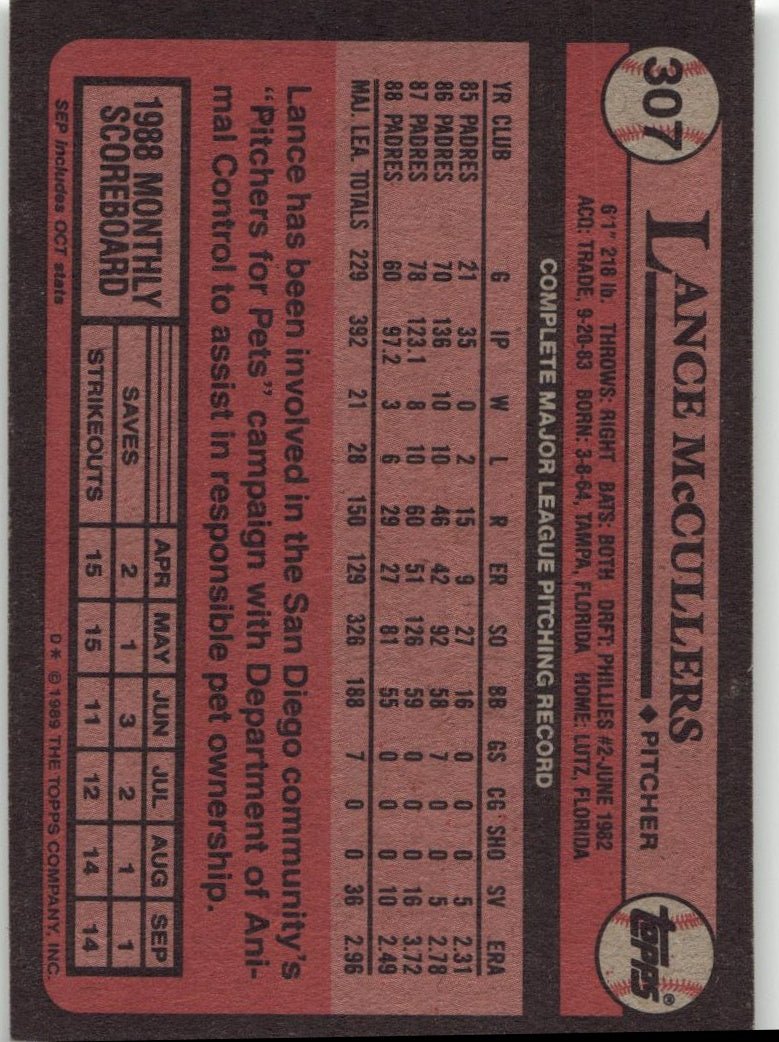 307
LANCE McCULLERS
♦ PITCHER
topps®
6'1" 218 lb. THROWS: RIGHT BATS: BOTH DRFT: PHILLIES #2-JUNE 1982
ACQ: TRADE, 9-20-83 BORN: 3-8-64, TAMPA, FLORIDA HOME: LUTZ, FLORIDA
COMPLETE MAJOR LEAGUE PITCHING RECORD
YR CLUB G IP W L R ER SO BB GS CG SHO SV ERA
85 PADRES 21 35 0 2 15 9 27 16 0 0 0 5 2.31
86 PADRES 70 136 10 10 46 42 92 58 7 0 0 5 2.78
87 PADRES 78 123.1 8 10 60 51 126 59 0 0 0 16 3.72
88 PADRES 60 97.2 3 6 29 27 81 55 0 0 0 10 2.49
MAJ. LEA. TOTALS 229 392 21 28 150 129 326 188 7 0 0 36 2.96
Lance has been involved in the San Diego community's
"Pitchers for Pets" campaign with Department of Ani-
mal Control to assist in responsible pet ownership.
1988 MONTHLY
SCOREBOARD
APR MAY JUN JUL AUG SEP
SAVES 2 1 3 2 1 1
STRIKEOUTS 15 15 11 12 14 14
SEP includes OCT stats
D* © 1989 THE TOPPS COMPANY, INC.